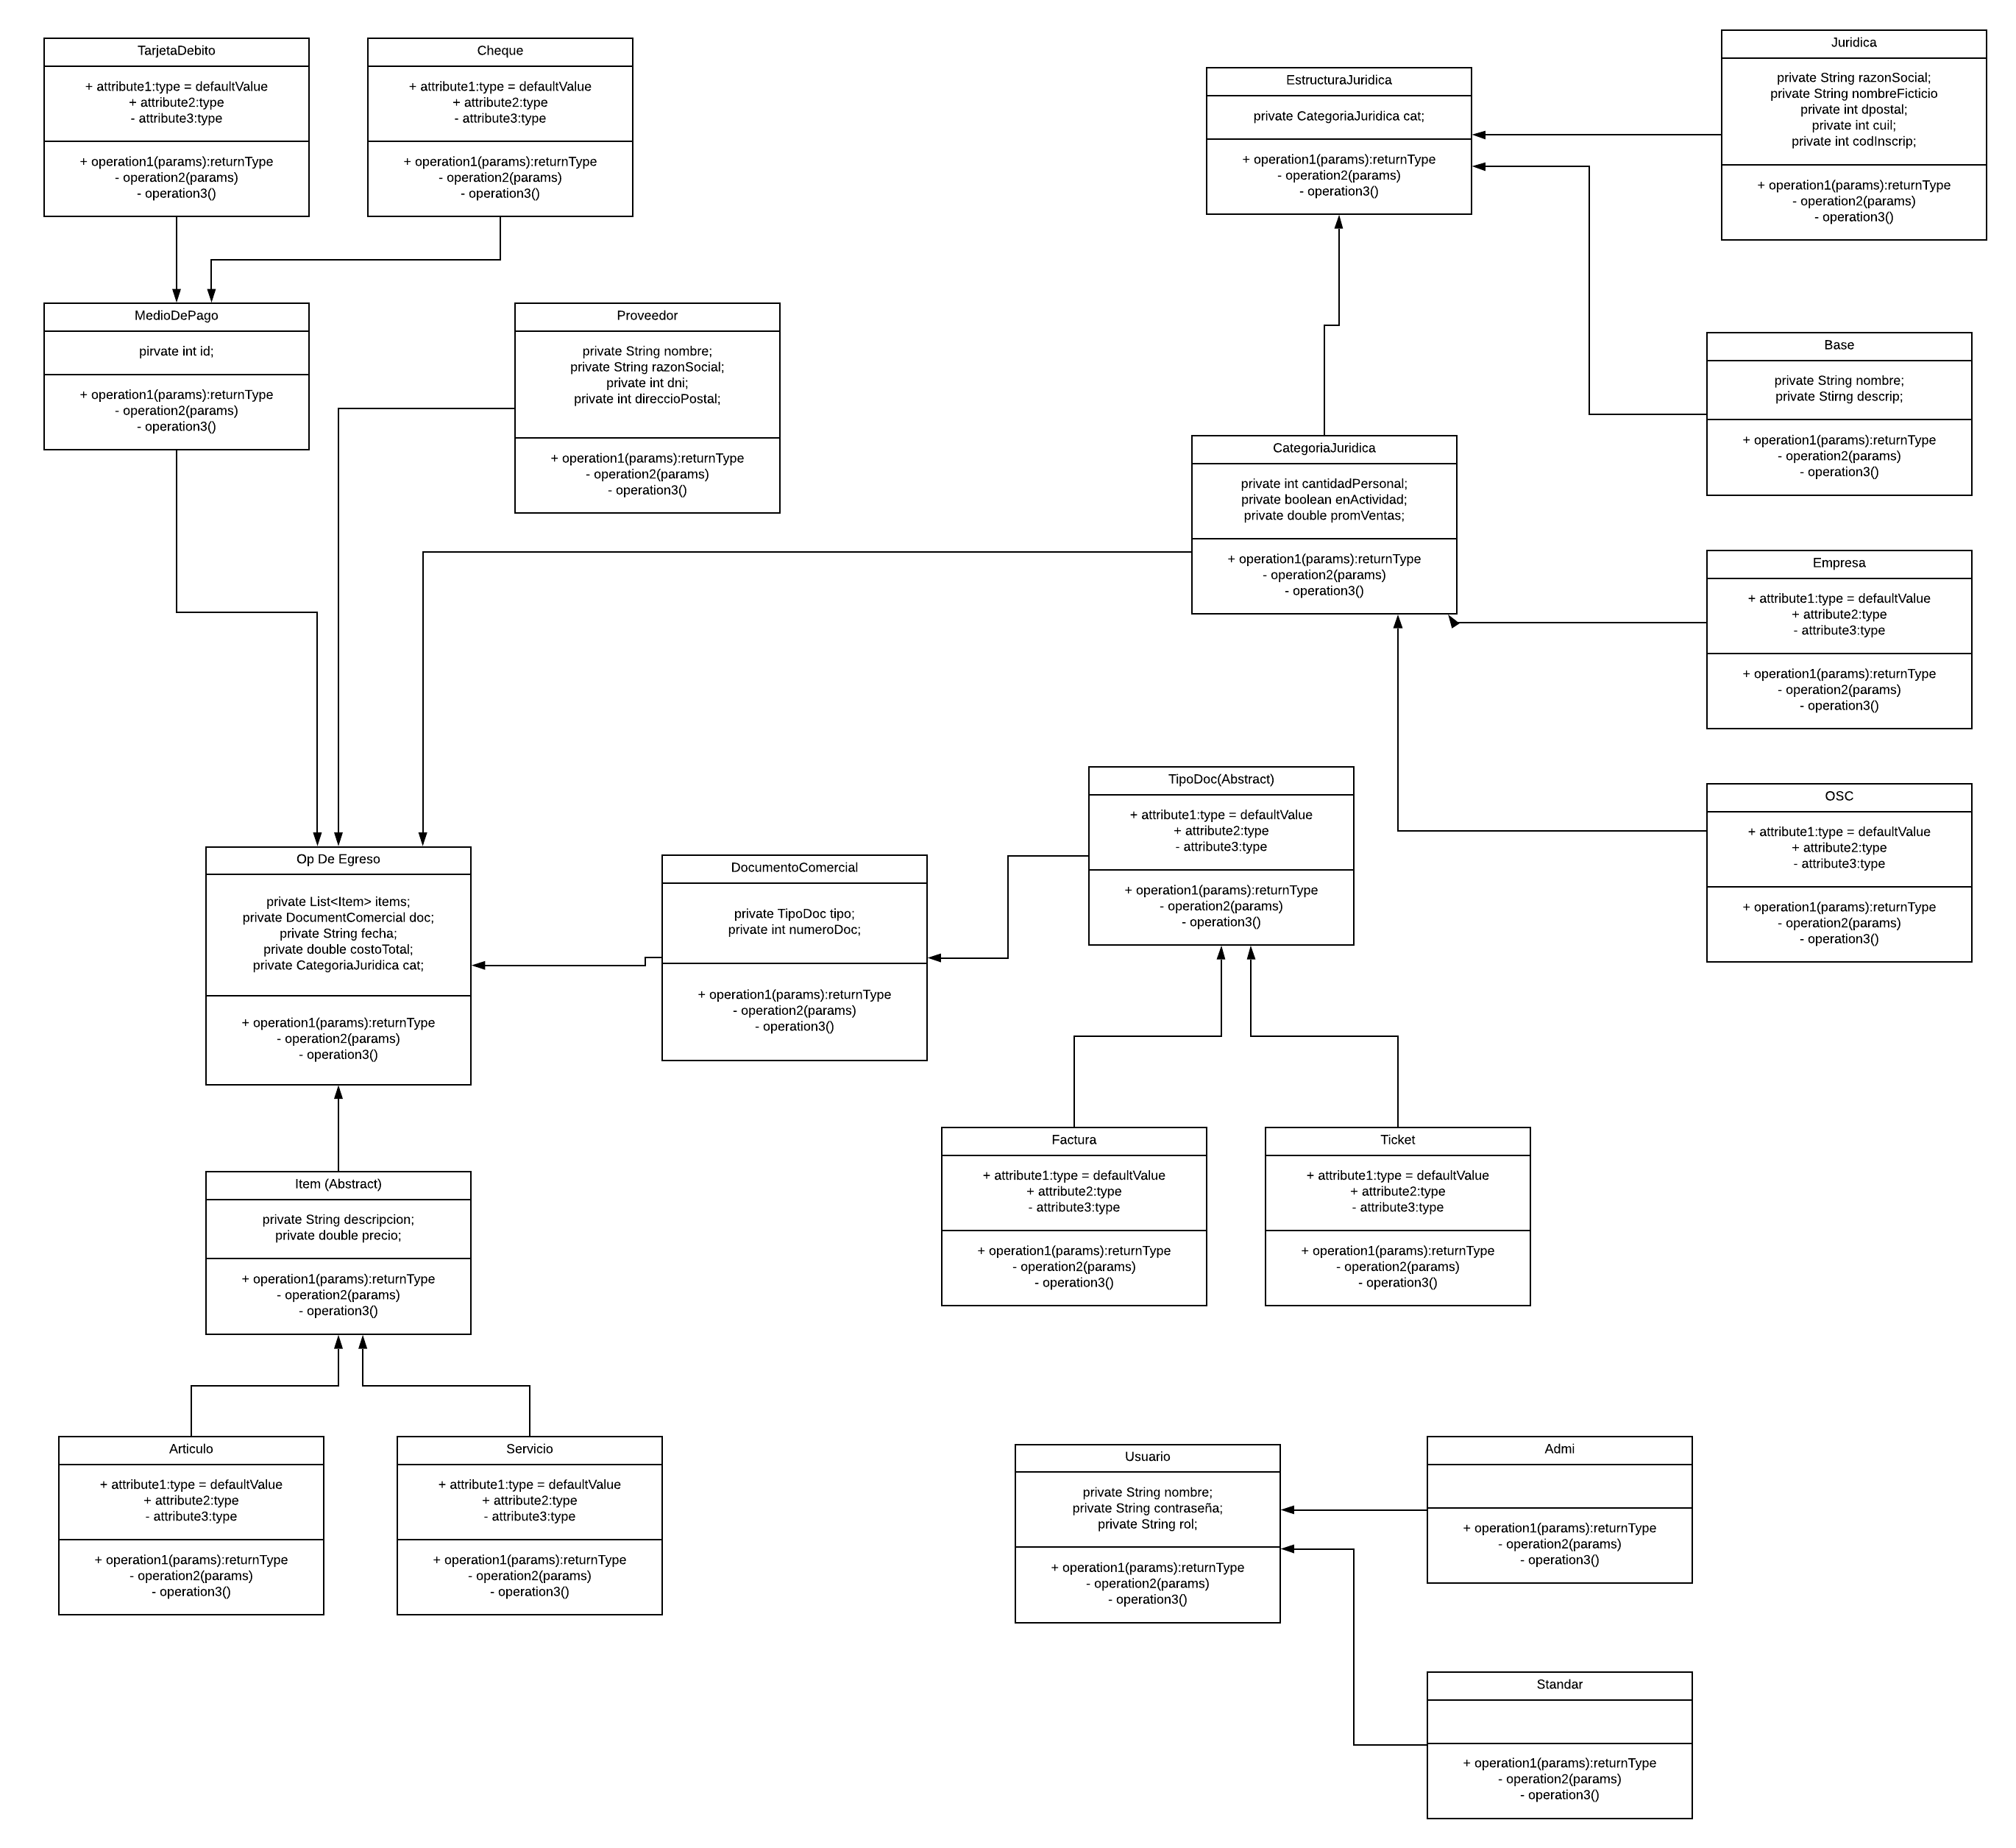 TarjetaDebito
+ attribute1:type = defaultValue
+ attribute2:type
- attribute3:type
+ operation1(params):returnType
- operation2(params)
- operation3()
Cheque
+ attribute1:type = defaultValue
+ attribute2:type
- attribute3:type
+ operation1(params):returnType
- operation2(params)
- operation3()
EstructuraJuridica
private CategoriaJuridica cat;
+ operation1(params):returnType
- operation2(params)
- operation3()
Juridica
private String razonSocial;
private String nombreFicticio
private int dpostal;
private int cuil;
private int codInscrip;
+ operation1(params):returnType
- operation2(params)
- operation3()
MedioDePago
pirvate int id;
+ operation1(params):returnType
- operation2(params)
- operation3()
Proveedor
private String nombre;
private String razonSocial;
private int dni;
private int direccioPostal;
+ operation1(params):returnType
- operation2(params)
- operation3()
Base
private String nombre;
private Stirng descrip;
+ operation1(params):returnType
- operation2(params)
- operation3()
CategoriaJuridica
private int cantidadPersonal;
private boolean enActividad;
private double promVentas;
+ operation1(params):returnType
- operation2(params)
- operation3()
Empresa
+ attribute1:type = defaultValue
+ attribute2:type
- attribute3:type
+ operation1(params):returnType
- operation2(params)
- operation3()
TipoDoc(Abstract)
+ attribute1:type = defaultValue
+ attribute2:type
- attribute3:type
+ operation1(params):returnType
- operation2(params)
- operation3()
OSC
+ attribute1:type = defaultValue
+ attribute2:type
- attribute3:type
+ operation1(params):returnType
- operation2(params)
- operation3()
Op De Egreso
private List<Item> items;
private DocumentComercial doc;
private String fecha;
private double costoTotal;
private CategoriaJuridica cat;
+ operation1(params):returnType
- operation2(params)
- operation3()
DocumentoComercial
private TipoDoc tipo;
private int numeroDoc;
+ operation1(params):returnType
- operation2(params)
- operation3()
Factura
+ attribute1:type = defaultValue
+ attribute2:type
- attribute3:type
+ operation1(params):returnType
- operation2(params)
- operation3()
Ticket
+ attribute1:type = defaultValue
+ attribute2:type
- attribute3:type
+ operation1(params):returnType
- operation2(params)
- operation3()
Item (Abstract)
private String descripcion;
private double precio;
+ operation1(params):returnType
- operation2(params)
- operation3()
Articulo
+ attribute1:type = defaultValue
+ attribute2:type
- attribute3:type
+ operation1(params):returnType
- operation2(params)
- operation3()
Servicio
+ attribute1:type = defaultValue
+ attribute2:type
- attribute3:type
+ operation1(params):returnType
- operation2(params)
- operation3()
Usuario
private String nombre;
private String contraseña;
private String rol;
+ operation1(params):returnType
- operation2(params)
- operation3()
Admi
+ operation1(params):returnType
- operation2(params)
- operation3()
Standar
+ operation1(params):returnType
- operation2(params)
- operation3()